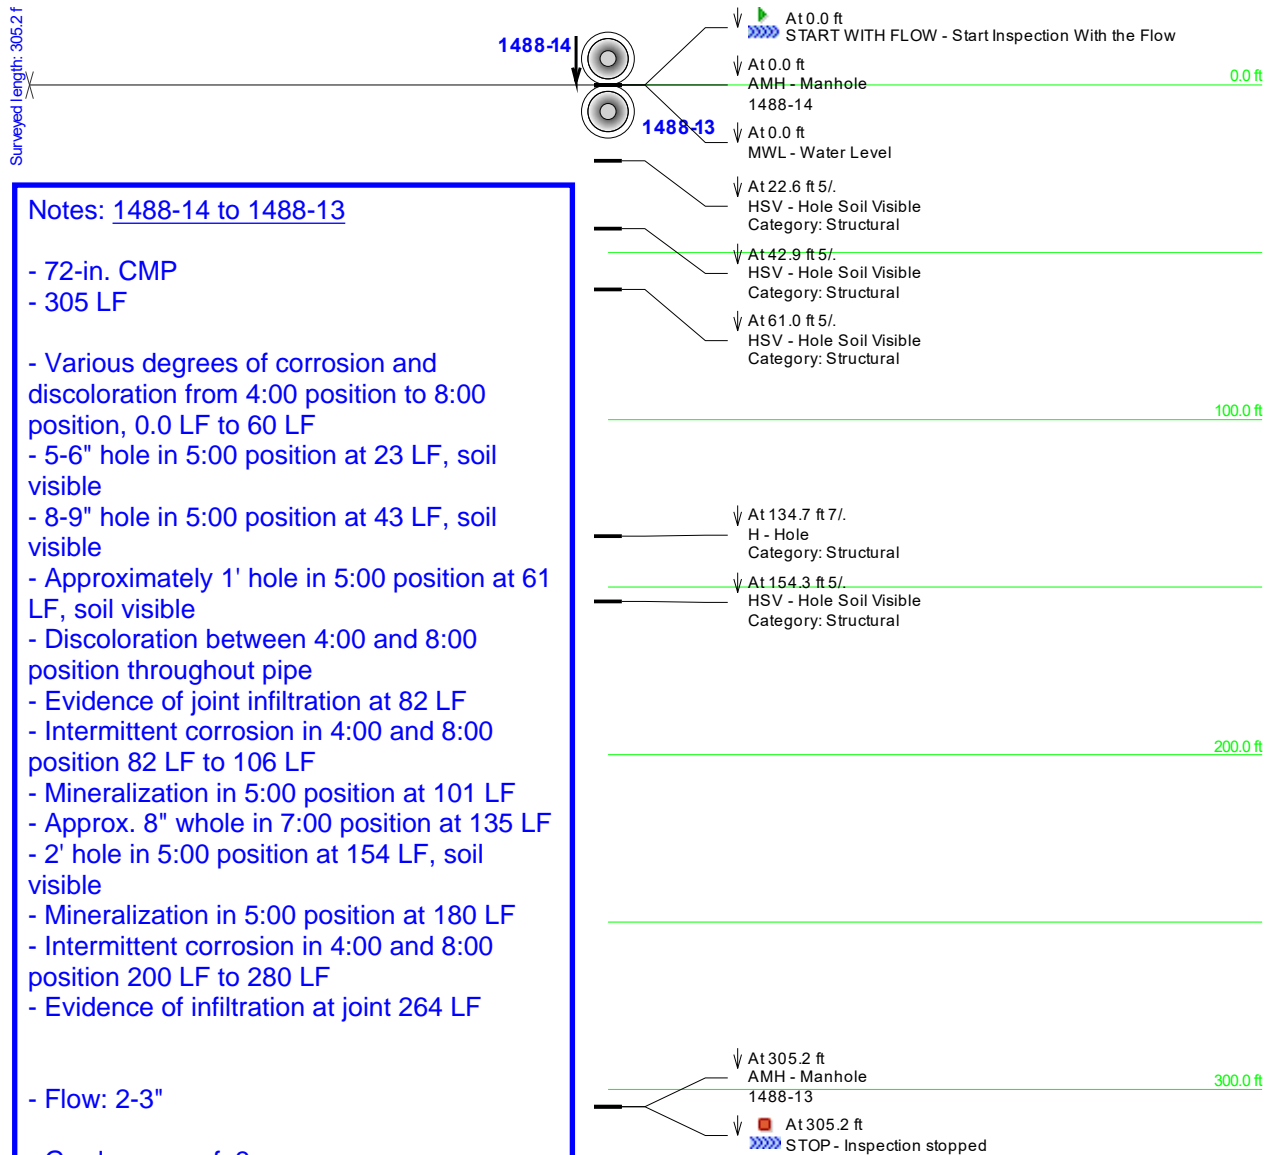 Surveyed length: 305.2 f
1488-14
1488-13
At 0.0 ft
START WITH FLOW - Start Inspection With the Flow
At 0.0 ft
AMH - Manhole
1488-14
0.0 ft
At 0.0 ft
MWL - Water Level
At 22.6 ft 5/.
HSV - Hole Soil Visible
Category: Structural
At 42.9 ft 5/.
HSV - Hole Soil Visible
Category: Structural
At 61.0 ft 5/.
HSV - Hole Soil Visible
Category: Structural
100.0 ft
At 134.7 ft 7/.
H - Hole
Category: Structural
At 154.3 ft 5/.
HSV - Hole Soil Visible
Category: Structural
200.0 ft
At 305.2 ft
AMH - Manhole
1488-13
300.0 ft
At 305.2 ft
STOP - Inspection stopped
Notes: 1488-14 to 1488-13
- 72-in. CMP
- 305 LF
- Various degrees of corrosion and
discoloration from 4:00 position to 8:00
position, 0.0 LF to 60 LF
- 5-6" hole in 5:00 position at 23 LF, soil
visible
- 8-9" hole in 5:00 position at 43 LF, soil
visible
- Approximately 1' hole in 5:00 position at 61
LF, soil visible
- Discoloration between 4:00 and 8:00
position throughout pipe
- Evidence of joint infiltration at 82 LF
- Intermittent corrosion in 4:00 and 8:00
position 82 LF to 106 LF
- Mineralization in 5:00 position at 101 LF
- Approx. 8" whole in 7:00 position at 135 LF
- 2' hole in 5:00 position at 154 LF, soil
visible
- Mineralization in 5:00 position at 180 LF
- Intermittent corrosion in 4:00 and 8:00
position 200 LF to 280 LF
- Evidence of infiltration at joint 264 LF
- Flow: 2-3"